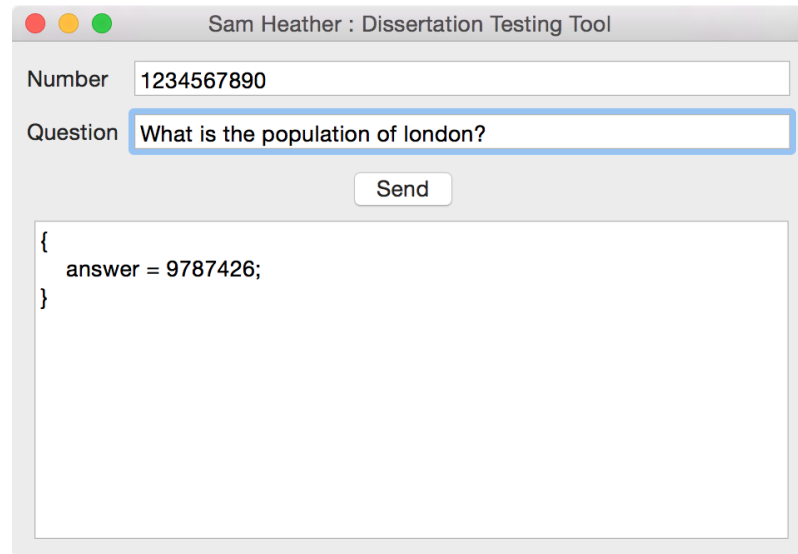 Sam Heather : Dissertation Testing Tool
Number 1234567890
Question What is the population of london?
Send
{
answer = 9787426;
}